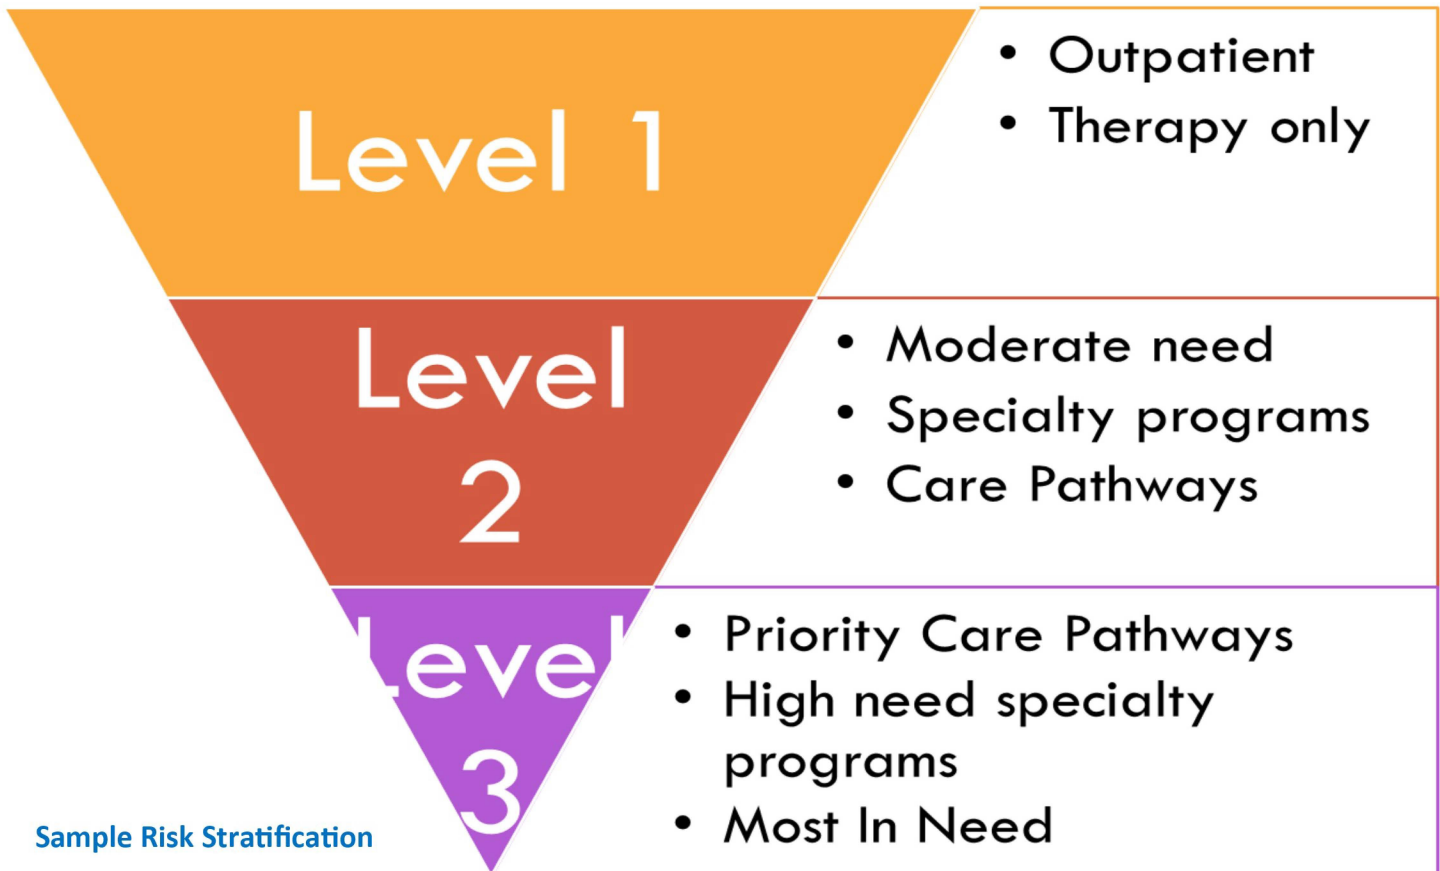 Level 1
• Outpatient
• Therapy only
Level
2
• Moderate need
• Specialty programs
• Care Pathways
Level
3
• Priority Care Pathways
• High need specialty
programs
• Most In Need
Sample Risk Stratification